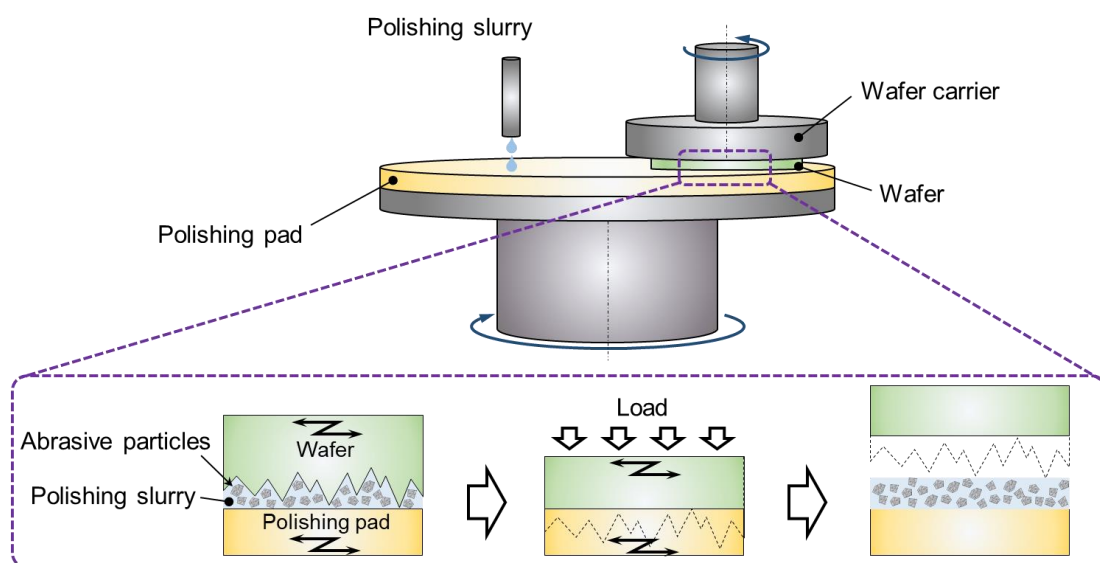 Polishing slurry
Wafer carrier
Wafer
Polishing pad
Abrasive particles
Polishing slurry
Wafer
Polishing pad
Load